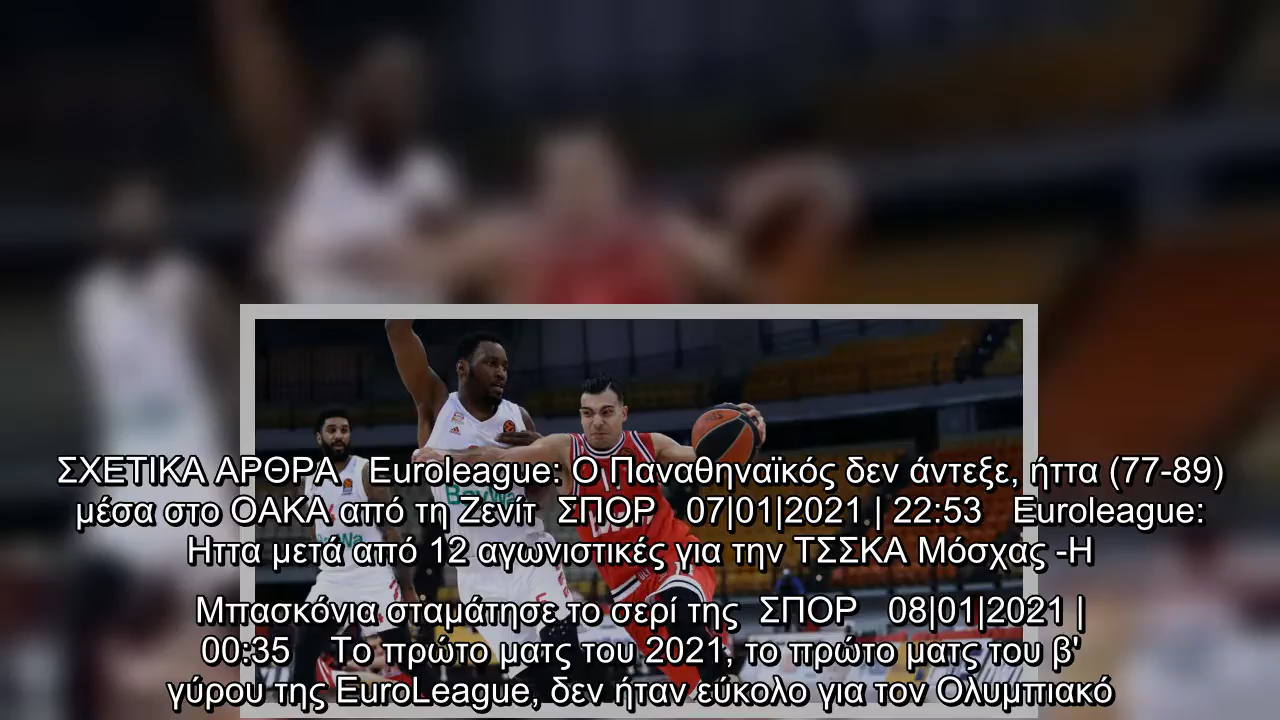 ΣΧΕΤΙΚΑ ΑΡΘΡΑ   Euroleague: Ο Παναθηναϊκός δεν άντεξε, ήττα (77-89)
μέσα στο ΟΑΚΑ από τη Ζενίτ  ΣΠΟΡ   07|01|2021 | 22:53   Euroleague:
Ηττα μετά από 12 αγωνιστικές για την ΤΣΣΚΑ Μόσχας -Η
Μπασκόνια σταμάτησε το σερί της  ΣΠΟΡ   08|01|2021 |
00:35    Το πρώτο ματς του 2021, το πρώτο ματς του β'
γύρου της EuroLeague, δεν ήταν εύκολο για τον Ολυμπιακό
BayWa